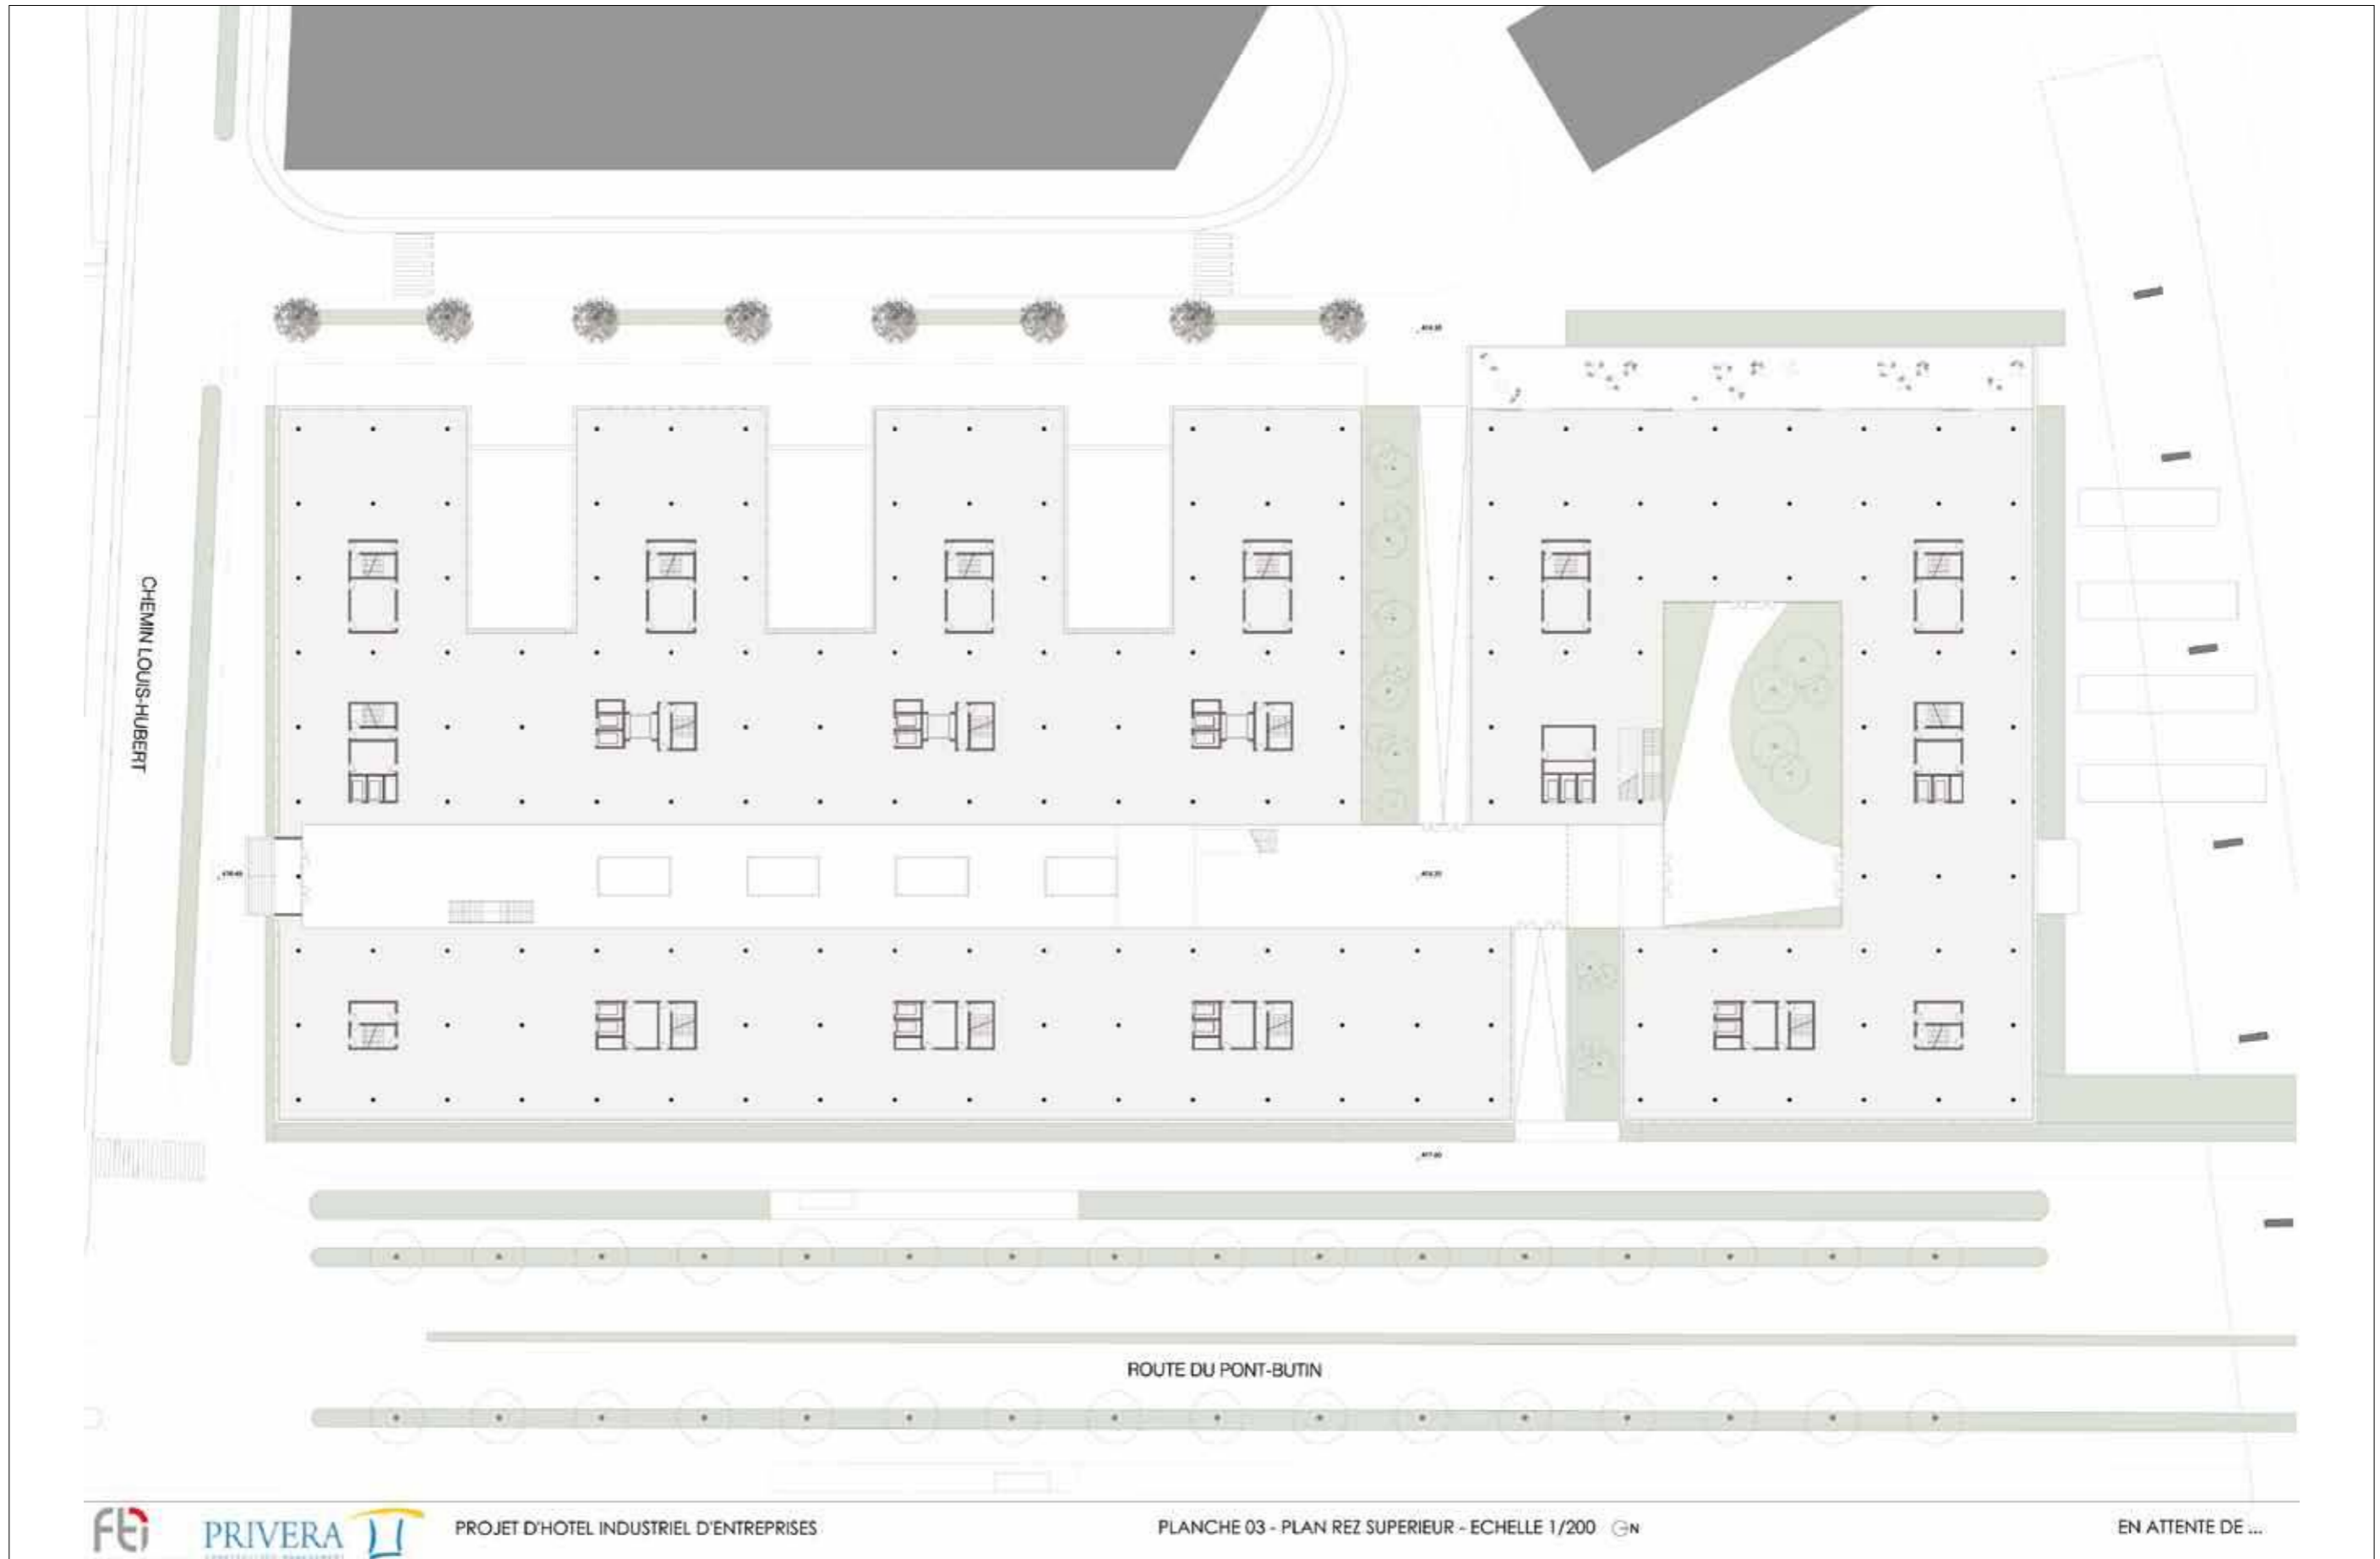 CHEMIN LOUIS-HUBERT
ROUTE DU PONT-BUTIN
fti
PRIVERA
PROJET D'HOTEL INDUSTRIEL D'ENTREPRISES
PLANCHE 03 - PLAN REZ SUPERIEUR - ECHELLE 1/200
N
EN ATTENTE DE ...